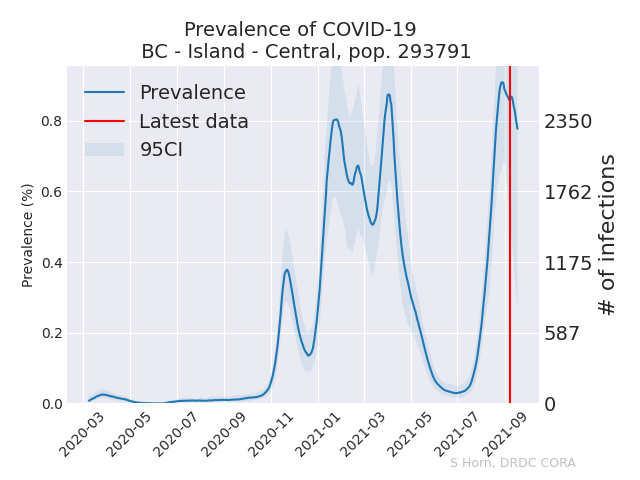 Prevalence of COVID-19
BC - Island - Central, pop. 293791
Prevalence
Latest data
95CI
Prevalence (%)
0.8
0.6
0.4
0.2
0.0
2350
1762
1175
587
0
# of infections
2020-03
2020-05
2020-07
2020-09
2020-11
2021-01
2021-03
2021-05
2021-07
2021-09
S Horn, DRDC CORA